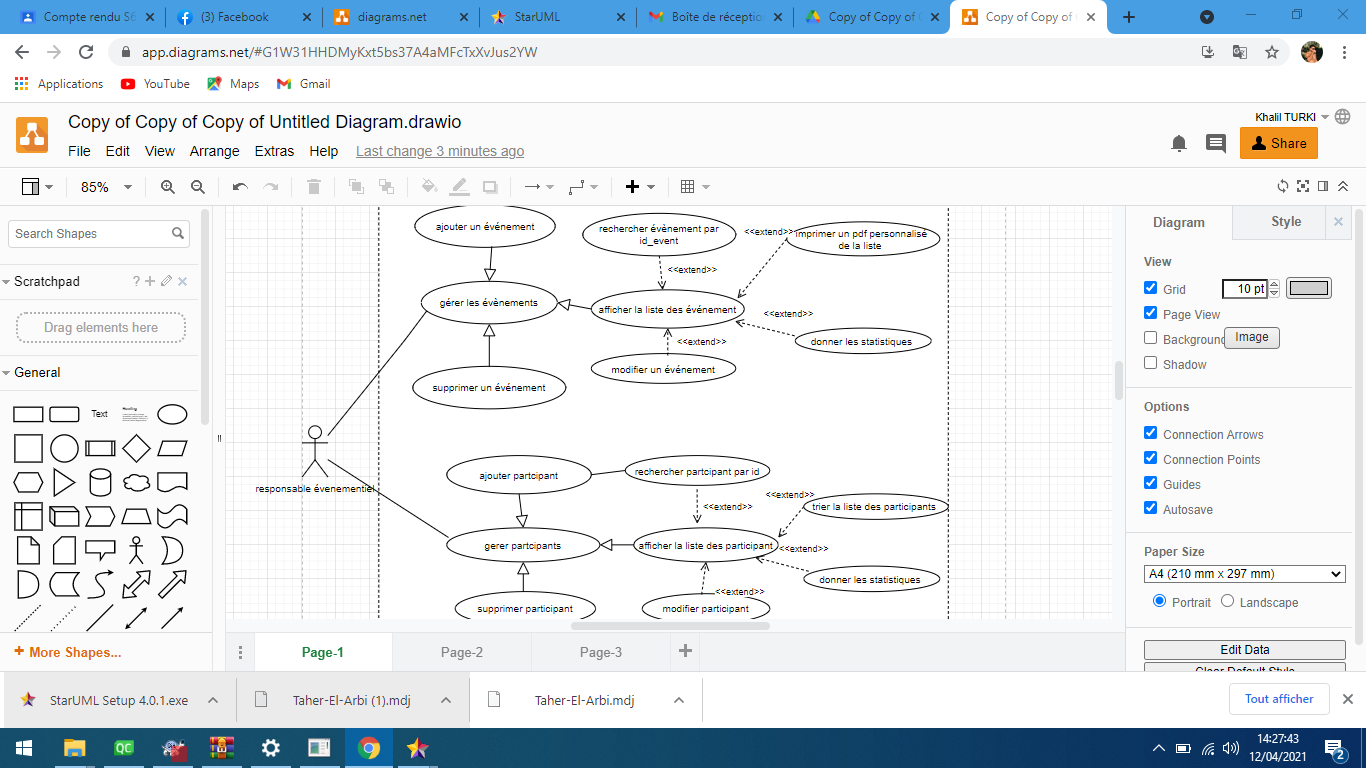 Compte rendu S6
(3) Facebook
diagrams.net
StarUML
Boîte de réception
Copy of Copy of
Copy of Copy of
app.diagrams.net/#G1W31HHDMyKxt5bs37A4aMFcTxXvJus2YW
Applications
YouTube
Maps
Gmail
Copy of Copy of Copy of Untitled Diagram.drawio
Khalil TURKI
File Edit View Arrange Extras Help Last change 3 minutes ago
Share
85%
Search Shapes
Scratchpad
Drag elements here
General
Text
Heading
More Shapes...
ajouter un événement
rechercher évènement par
id_event
<<extend>>
imprimer un pdf personnalisé
de la liste
<<extend>>
gérer les évènements
afficher la liste des événement
<<extend>>
<<extend>>
donner les statistiques
modifier un événement
supprimer un événement
responsable évenementiel
ajouter partcipant
rechercher partcipant par id
<<extend>>
<<extend>>
trier la liste des participants
gerer partcipants
afficher la liste des participant
<<extend>>
donner les statistiques
<<extend>>
supprimer participant
modifier participant
Page-1
Page-2
Page-3
Diagram
Style
View
Grid
10 pt
Page View
Background
Image
Shadow
Options
Connection Arrows
Connection Points
Guides
Autosave
Paper Size
A4 (210 mm x 297 mm)
Portrait
Landscape
Edit Data
Clear Default Style
StarUML Setup 4.0.1.exe
Taher-El-Arbi (1).mdj
Taher-El-Arbi.mdj
Tout afficher
QC
14:27:43
12/04/2021
2